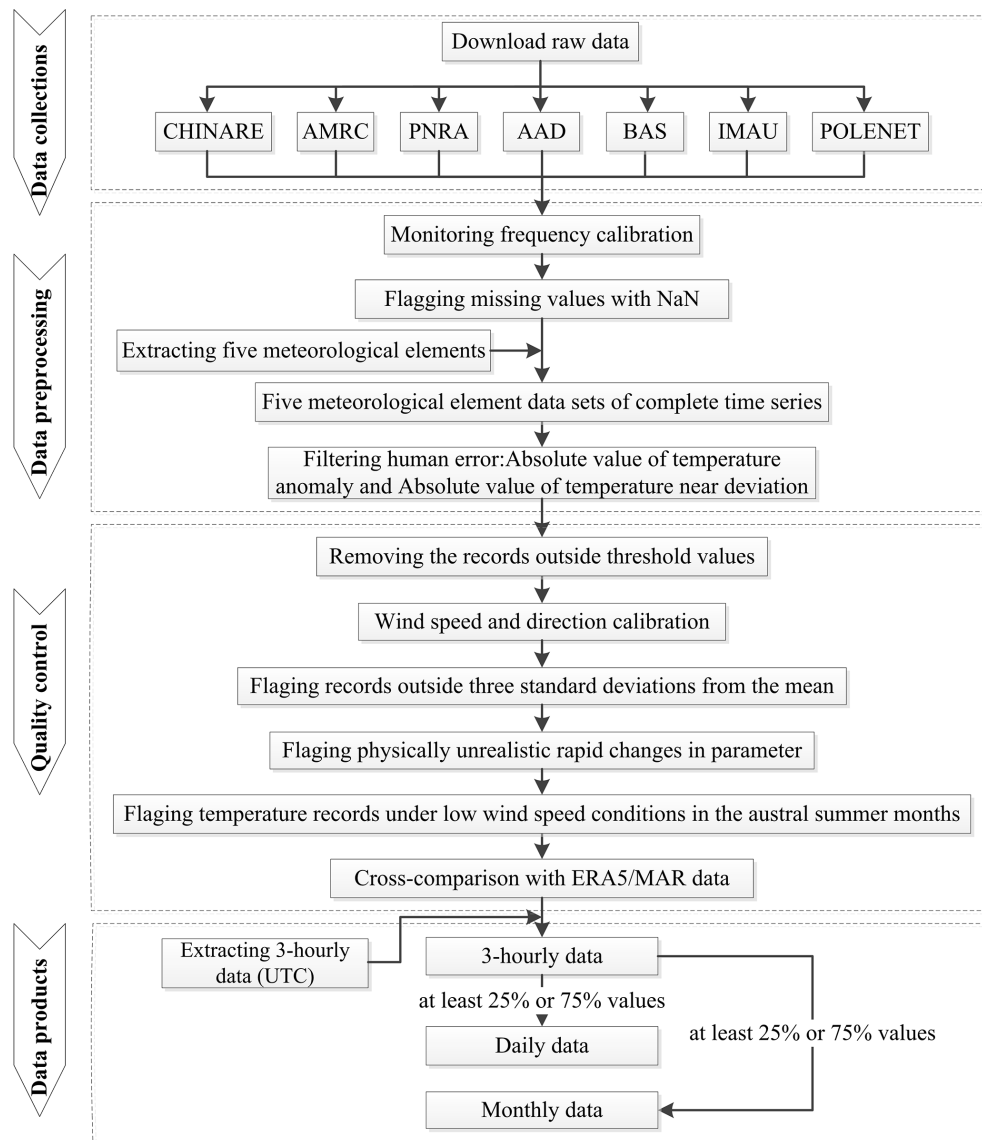 Data collections
Download raw data
CHINARE
AMRC
PNRA
AAD
BAS
IMAU
POLENET
Data preprocessing
Monitoring frequency calibration
Flagging missing values with NaN
Extracting five meteorological elements
Five meteorological element data sets of complete time series
Filtering human error:Absolute value of temperature
anomaly and Absolute value of temperature near deviation
Quality control
Removing the records outside threshold values
Wind speed and direction calibration
Flaging records outside three standard deviations from the mean
Flaging physically unrealistic rapid changes in parameter
Flaging temperature records under low wind speed conditions in the austral summer months
Cross-comparison with ERA5/MAR data
Data products
Extracting 3-hourly
data (UTC)
3-hourly data
at least 25% or 75% values
Daily data
at least 25% or 75% values
Monthly data